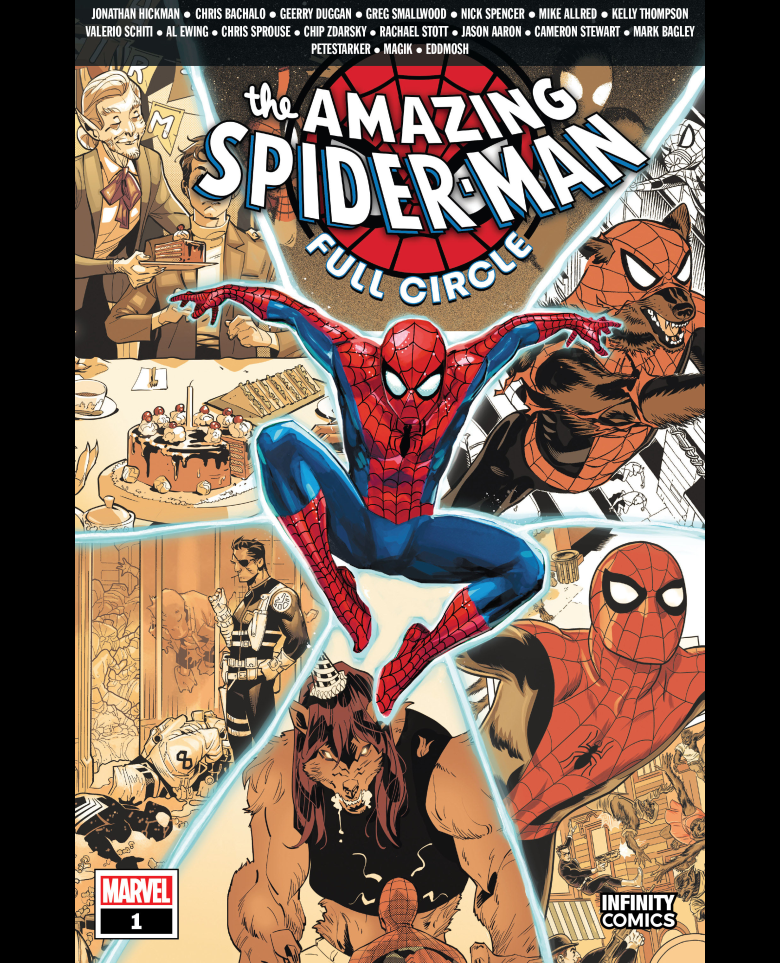 JONATHAN HICKMAN ● CHRIS BACHALO ● GEERRY DUGGAN ● GREG SMALLWOOD ● NICK SPENCER ● MIKE ALLRED ● KELLY THOMPSON
VALERIO SCHITI ● AL EWING ● CHRIS SPROUSE ● CHIP ZDARSKY ● RACHAEL STOTT ● JASON AARON ● CAMERON STEWART ● MARK BAGLEY
PETESTARKER ● MAGIK ● EDDMOSH
the AMAZING
SPIDER-MAN
FULL CIRCLE
M
MARVEL
1
INFINITY
COMICS